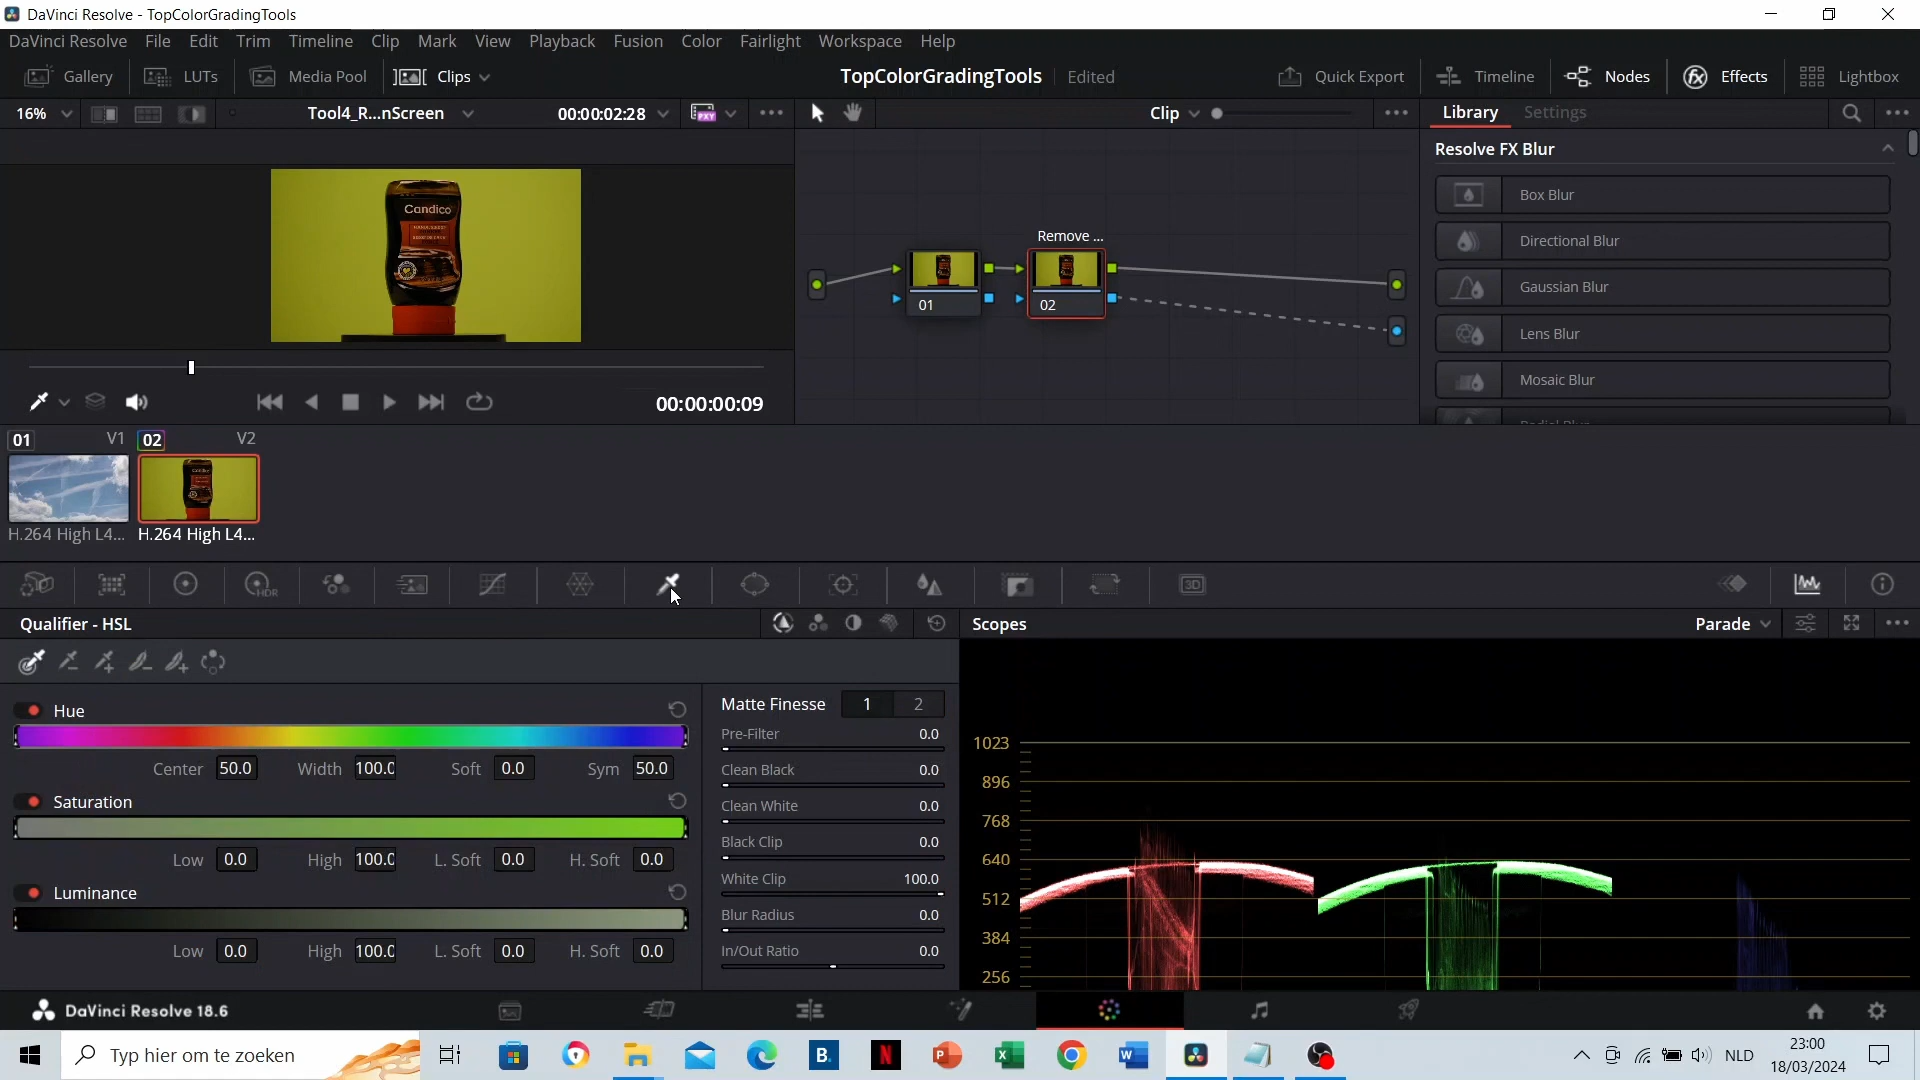 DaVinci Resolve - TopColorGradingTools
DaVinci Resolve File Edit Trim Timeline Clip Mark View Playback Fusion Color Fairlight Workspace Help
Gallery LUTs Media Pool Clips TopColorGradingTools Edited Quick Export Timeline Nodes Effects Lightbox
16% Tool4_R...nScreen 00:00:02:28 PXY Clip Library Settings
Resolve FX Blur
Box Blur
Directional Blur
Gaussian Blur
Lens Blur
Mosaic Blur
Candico
Remove ...
01 02
00:00:00:09
01 V1 02 V2
H.264 High L4... H.264 High L4...
HDR
3D
Qualifier - HSL
Scopes Parade
Hue
Center 50.0 Width 100.0 Soft 0.0 Sym 50.0
Saturation
Low 0.0 High 100.0 L. Soft 0.0 H. Soft 0.0
Luminance
Low 0.0 High 100.0 L. Soft 0.0 H. Soft 0.0
Matte Finesse 1 2
Pre-Filter 0.0
Clean Black 0.0
Clean White 0.0
Black Clip 0.0
White Clip 100.0
Blur Radius 0.0
In/Out Ratio 0.0
1023
896
768
640
512
384
256
DaVinci Resolve 18.6
Typ hier om te zoeken
B.
N
NLD
23:00
18/03/2024